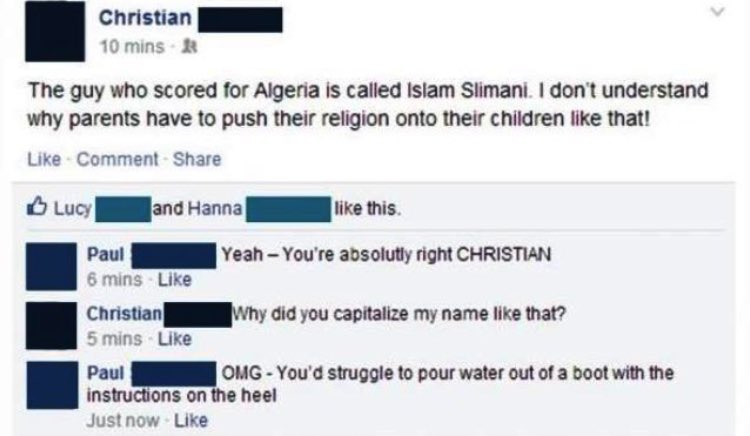 Christian
10 mins ·
The guy who scored for Algeria is called Islam Slimani. I don't understand
why parents have to push their religion onto their children like that!
Like · Comment · Share
Lucy and Hanna like this.
Paul Yeah – You're absolutly right CHRISTIAN
6 mins · Like
Christian Why did you capitalize my name like that?
5 mins · Like
Paul OMG - You'd struggle to pour water out of a boot with the
instructions on the heel
Just now · Like